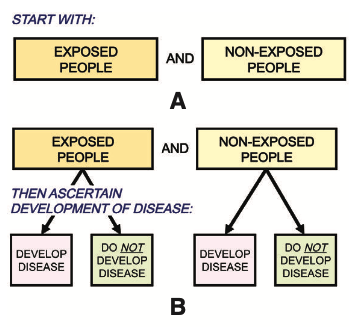 START WITH:
EXPOSED
PEOPLE
AND
NON-EXPOSED
PEOPLE
A
EXPOSED
PEOPLE
AND
NON-EXPOSED
PEOPLE
THEN ASCERTAIN
DEVELOPMENT OF DISEASE:
DEVELOP
DISEASE
DO NOT
DEVELOP
DISEASE
DEVELOP
DISEASE
DO NOT
DEVELOP
DISEASE
B